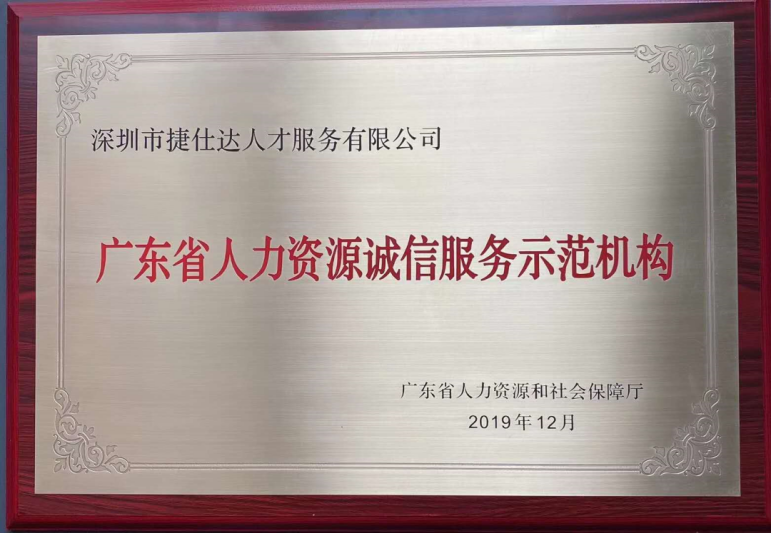 深圳市捷仕达人才服务有限公司
广东省人力资源诚信服务示范机构
广东省人力资源和社会保障厅
2019年12月